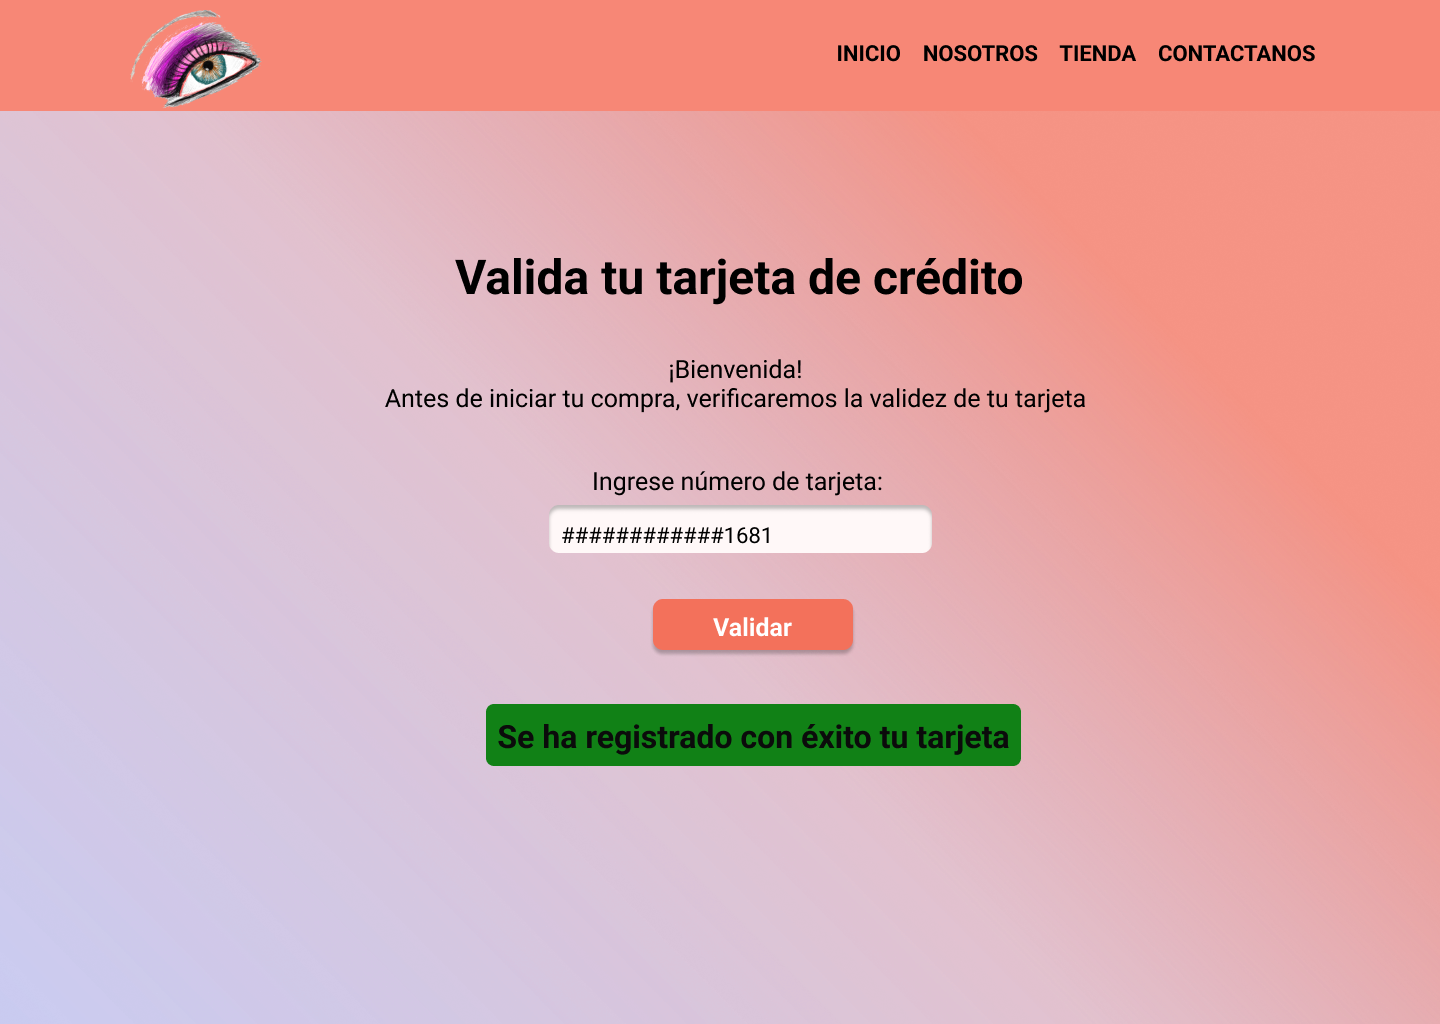 INICIO NOSOTROS TIENDA CONTACTANOS
Valida tu tarjeta de crédito
¡Bienvenida!
Antes de iniciar tu compra, verificaremos la validez de tu tarjeta
Ingrese número de tarjeta:
############1681
Validar
Se ha registrado con éxito tu tarjeta